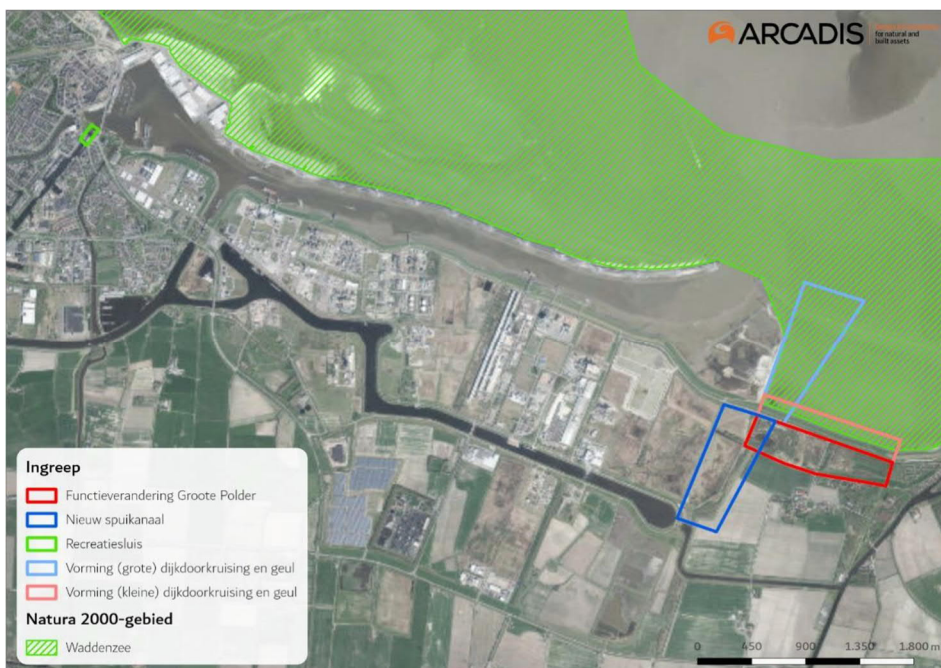 ARCADIS
for natural and
built assets
Ingreep
Functieverandering Groote Polder
Nieuw spuikanaal
Recreatiesluis
Vorming (grote) dijkdoorkruising en geul
Vorming (kleine) dijkdoorkruising en geul
Natura 2000-gebied
Waddenzee
0 450 900 1.350 1.800 m